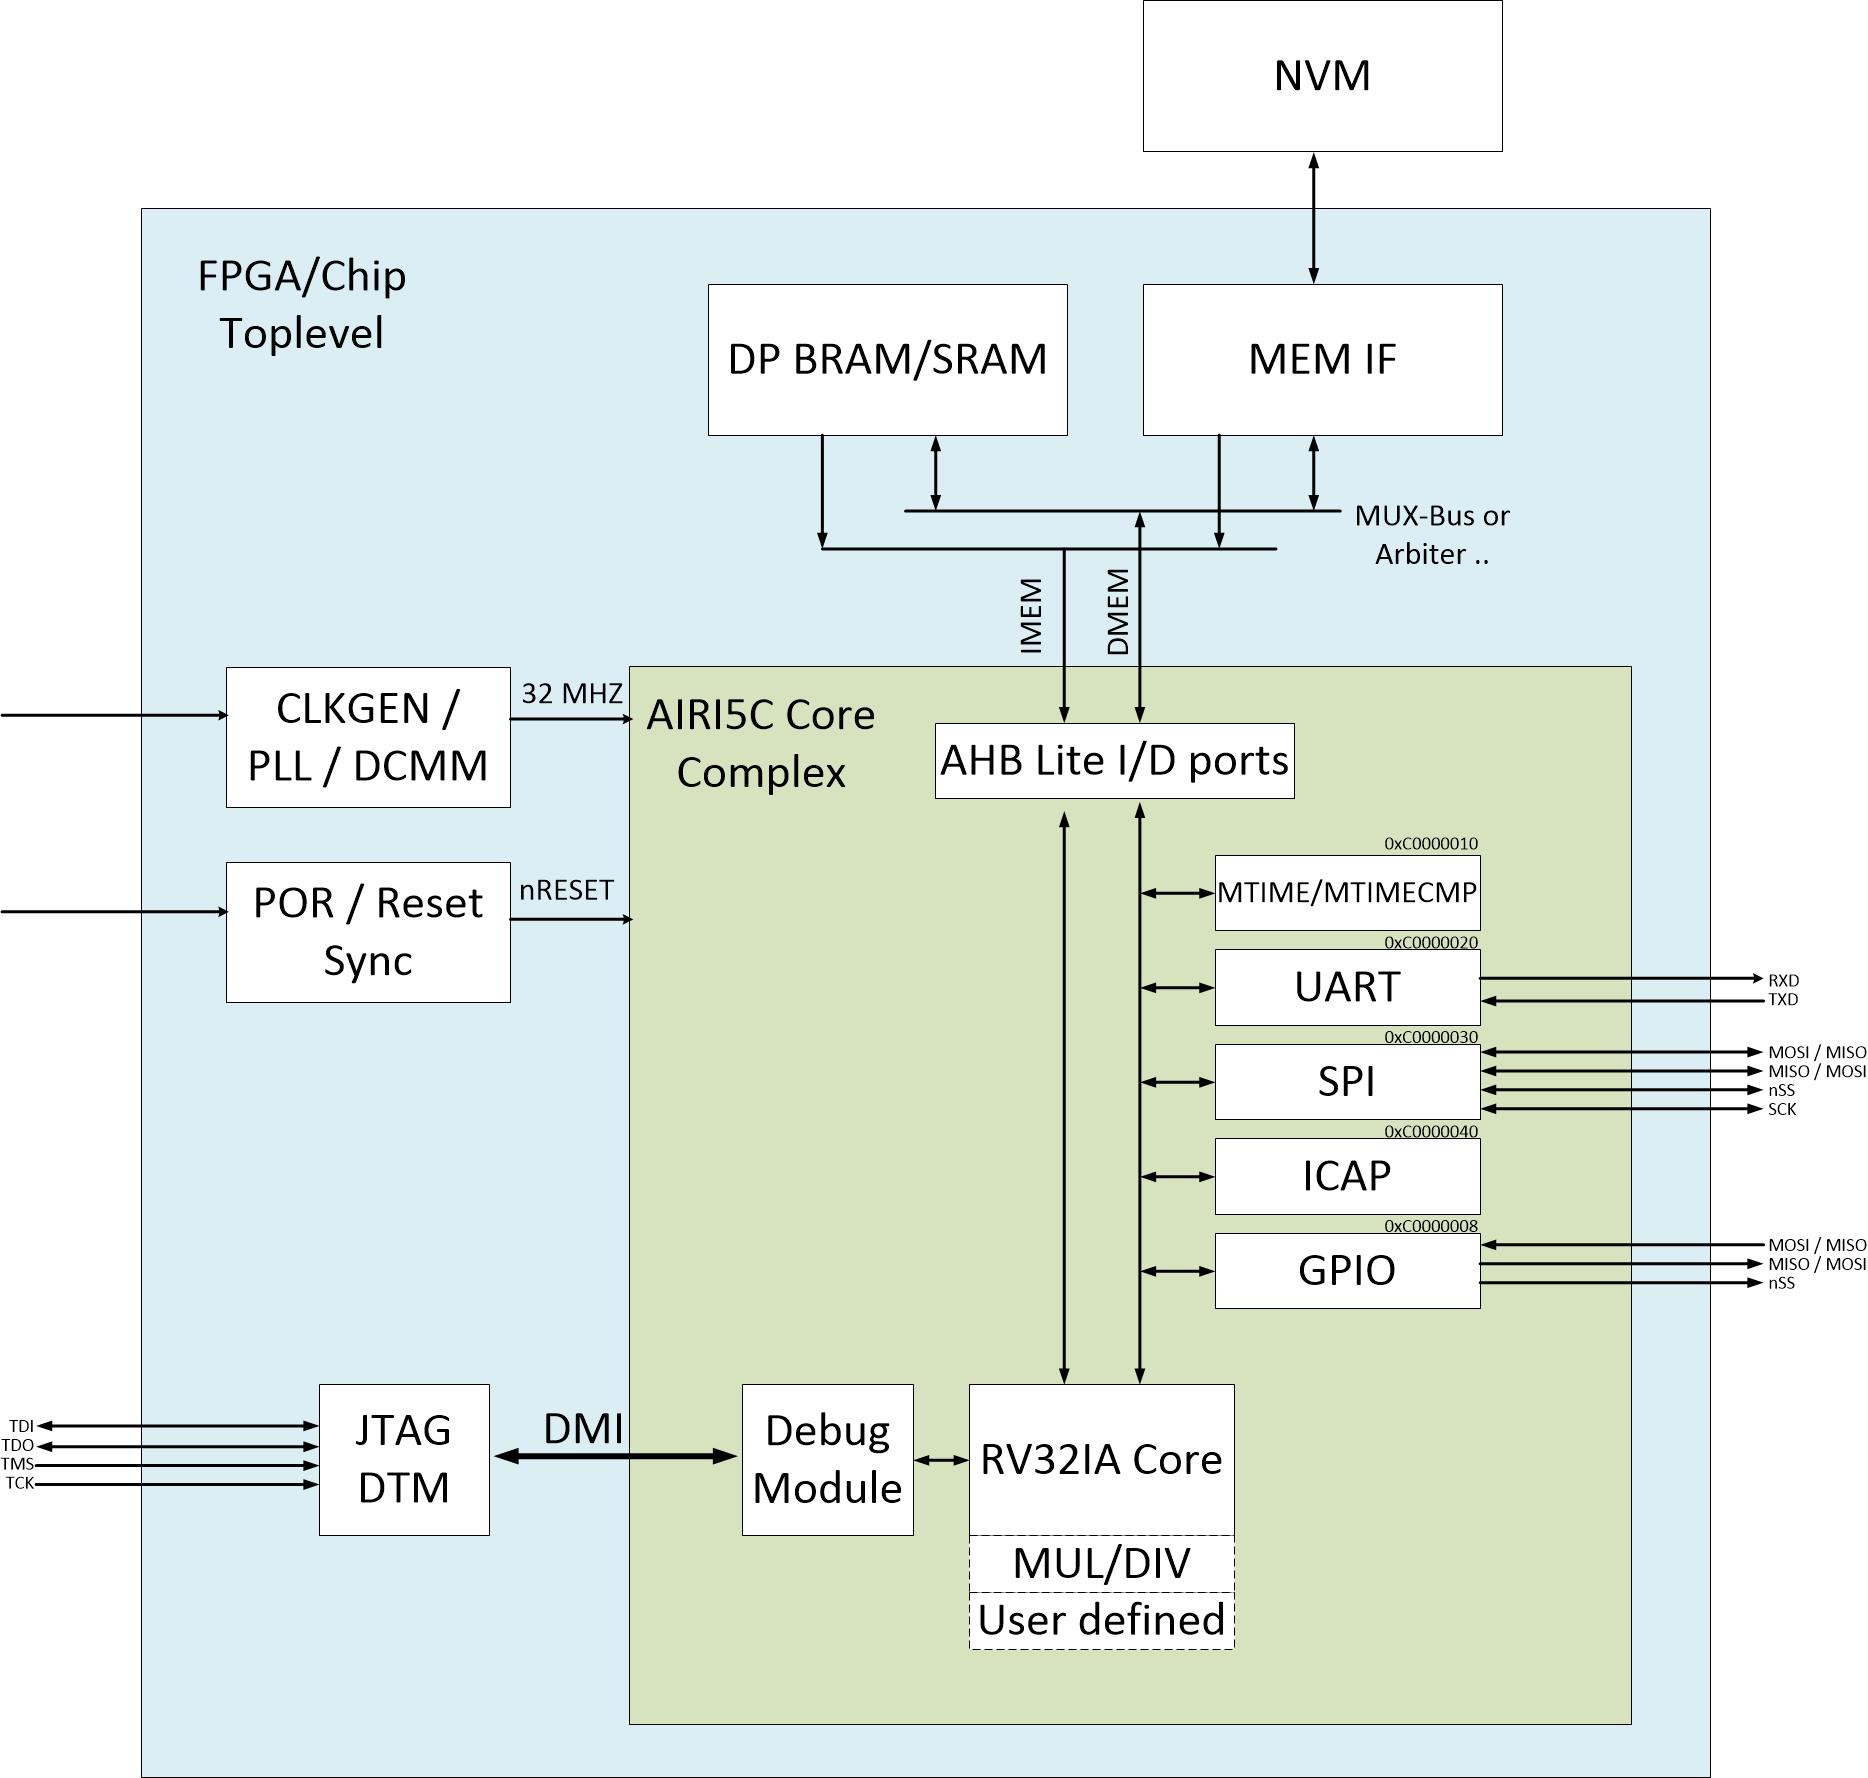 NVM
FPGA/Chip
Toplevel
DP BRAM/SRAM
MEM IF
MUX-Bus or
Arbiter ..
IMEM
DMEM
CLKGEN /
PLL / DCMM
32 MHZ
AIRI5C Core
Complex
AHB Lite I/D ports
POR / Reset
Sync
nRESET
0xC0000010
MTIME/MTIMECMP
0xC0000020
UART
RXD
TXD
0xC0000030
SPI
MOSI / MISO
MISO / MOSI
nSS
SCK
0xC0000040
ICAP
0xC0000008
GPIO
MOSI / MISO
MISO / MOSI
nSS
TDI
TDO
TMS
TCK
JTAG
DTM
DMI
Debug
Module
RV32IA Core
MUL/DIV
User defined